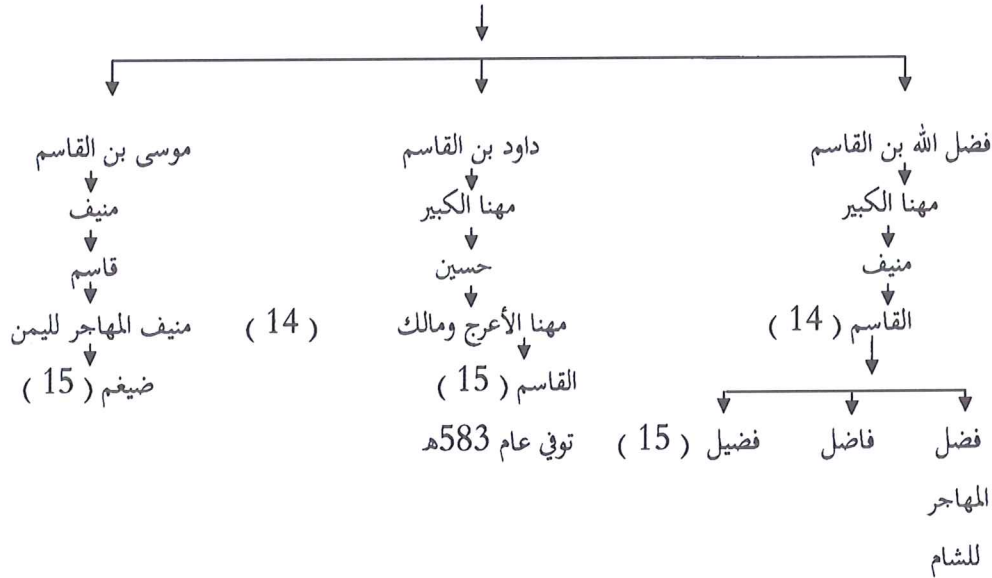 فضل الله بن القاسم داود بن القاسم موسى بن القاسم
مهنا الكبير مهنا الكبير منيف
منيف حسين قاسم
القاسم ( 14 ) مهنا الأعرج ومالك ( 14 ) منيف المهاجر لليمن
القاسم ( 15 ) ضيغم ( 15 )
فضل فاضل فضيل ( 15 ) توفي عام 583هـ
المهاجر
للشام